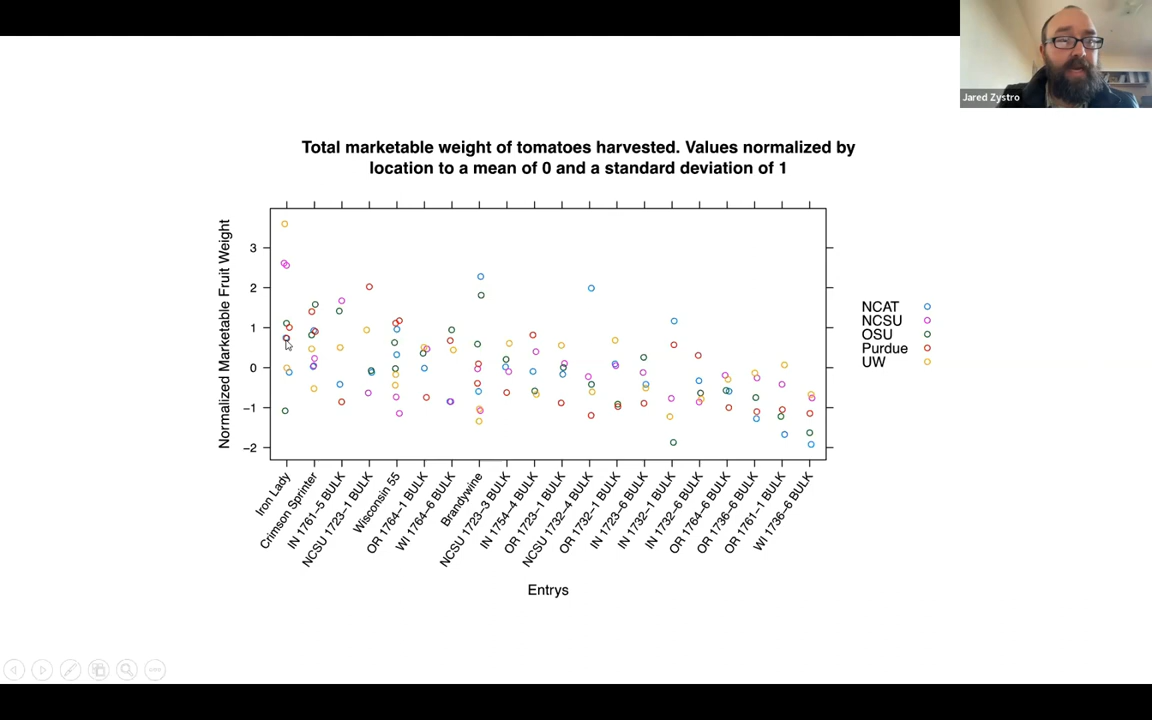 Jared Zystro
Total marketable weight of tomatoes harvested. Values normalized by
location to a mean of 0 and a standard deviation of 1
Normalized Marketable Fruit Weight
3
2
1
0
−1
−2
Iron Lady
Crimson Sprinter
IN 1761−5 BULK
NCSU 1723−1 BULK
Wisconsin 55
OR 1764−1 BULK
WI 1764−6 BULK
Brandywine
NCSU 1723−3 BULK
IN 1754−4 BULK
OR 1723−1 BULK
NCSU 1732−4 BULK
OR 1732−1 BULK
IN 1723−6 BULK
IN 1732−1 BULK
IN 1732−6 BULK
OR 1764−6 BULK
OR 1736−6 BULK
OR 1761−1 BULK
WI 1736−6 BULK
Entrys
NCAT
NCSU
OSU
Purdue
UW